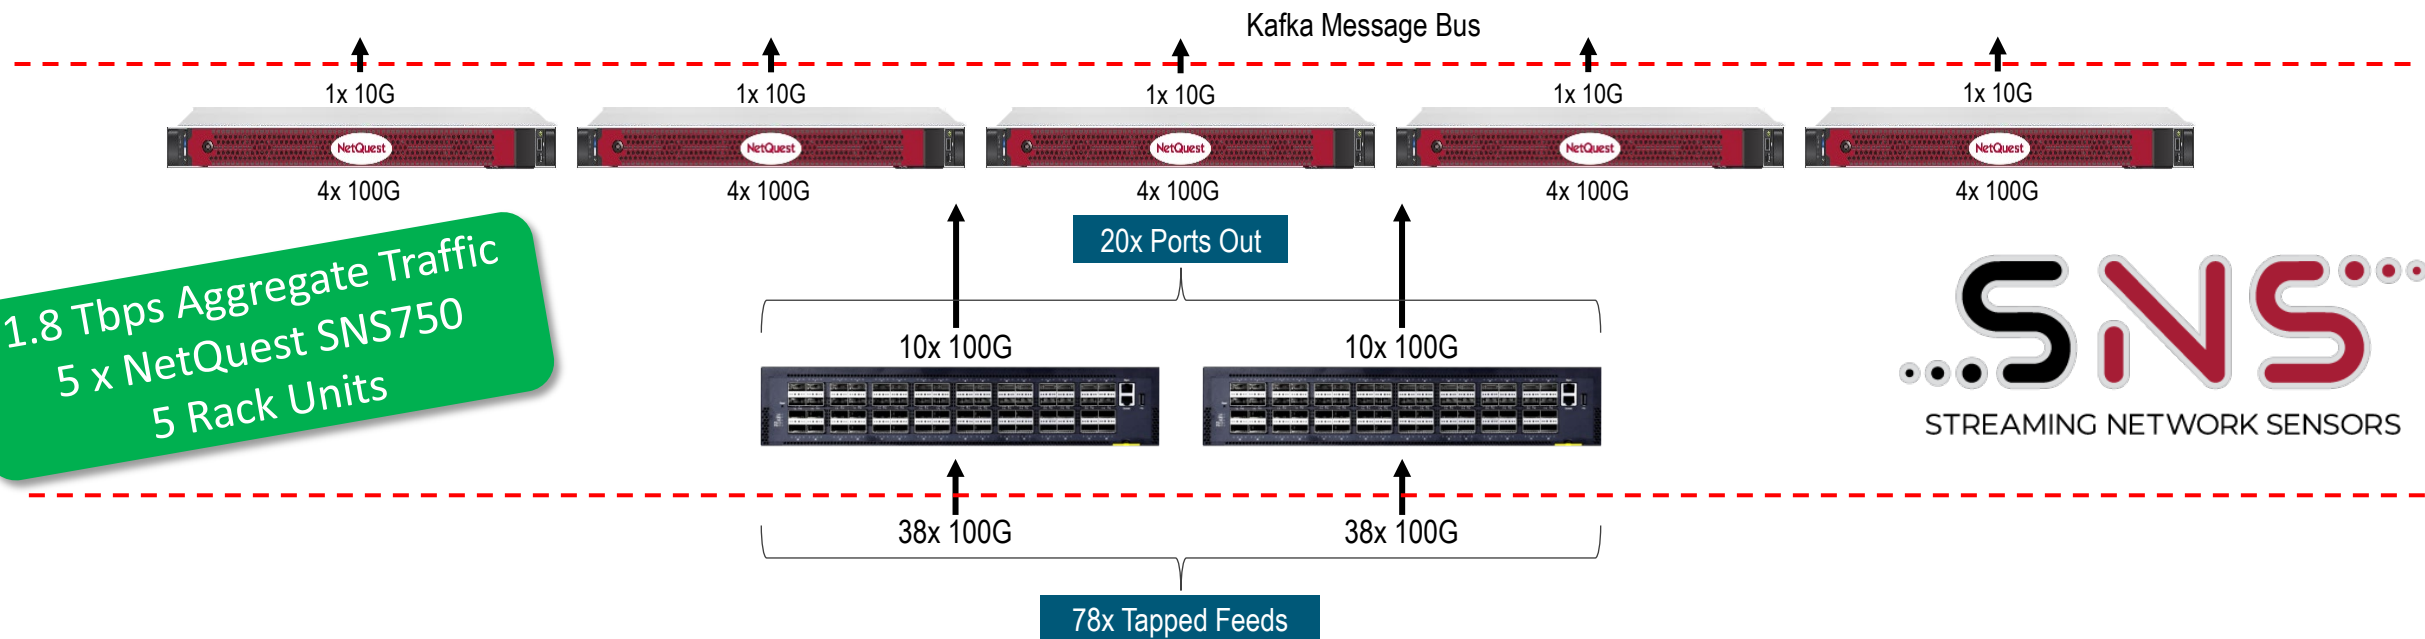 Kafka Message Bus
1x 10G
1x 10G
1x 10G
1x 10G
1x 10G
NetQuest
NetQuest
NetQuest
NetQuest
NetQuest
4x 100G
4x 100G
4x 100G
4x 100G
4x 100G
1.8 Tbps Aggregate Traffic
5 x NetQuest SNS750
5 Rack Units
20x Ports Out
10x 100G
10x 100G
SNS
STREAMING NETWORK SENSORS
38x 100G
38x 100G
78x Tapped Feeds